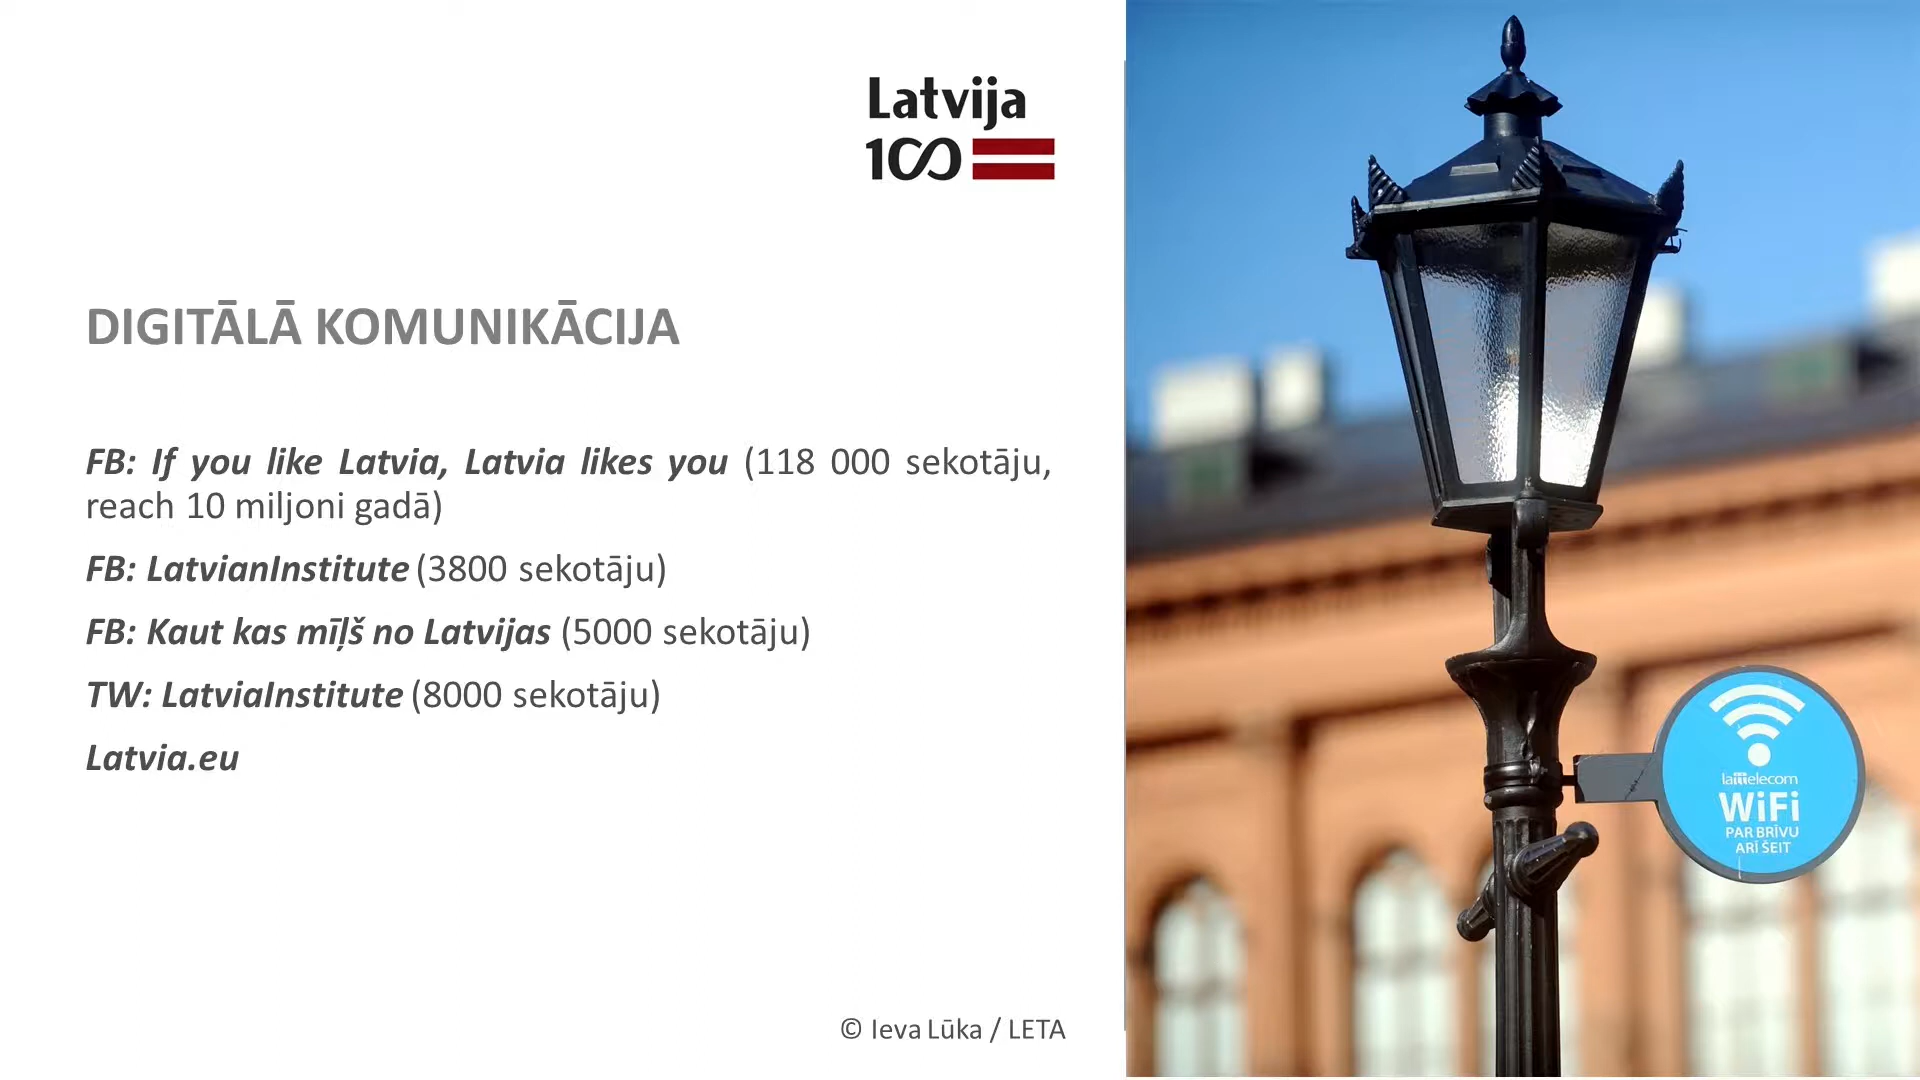 Latvija
100
DIGITĀLĀ KOMUNIKĀCIJA
FB: If you like Latvia, Latvia likes you (118 000 sekotāju,
reach 10 miljoni gadā)
FB: LatvianInstitute (3800 sekotāju)
FB: Kaut kas mīļš no Latvijas (5000 sekotāju)
TW: LatviaInstitute (8000 sekotāju)
Latvia.eu
© Ieva Lūka / LETA
lattelecom
WiFi
PAR BRĪVU
ARĪ ŠEIT